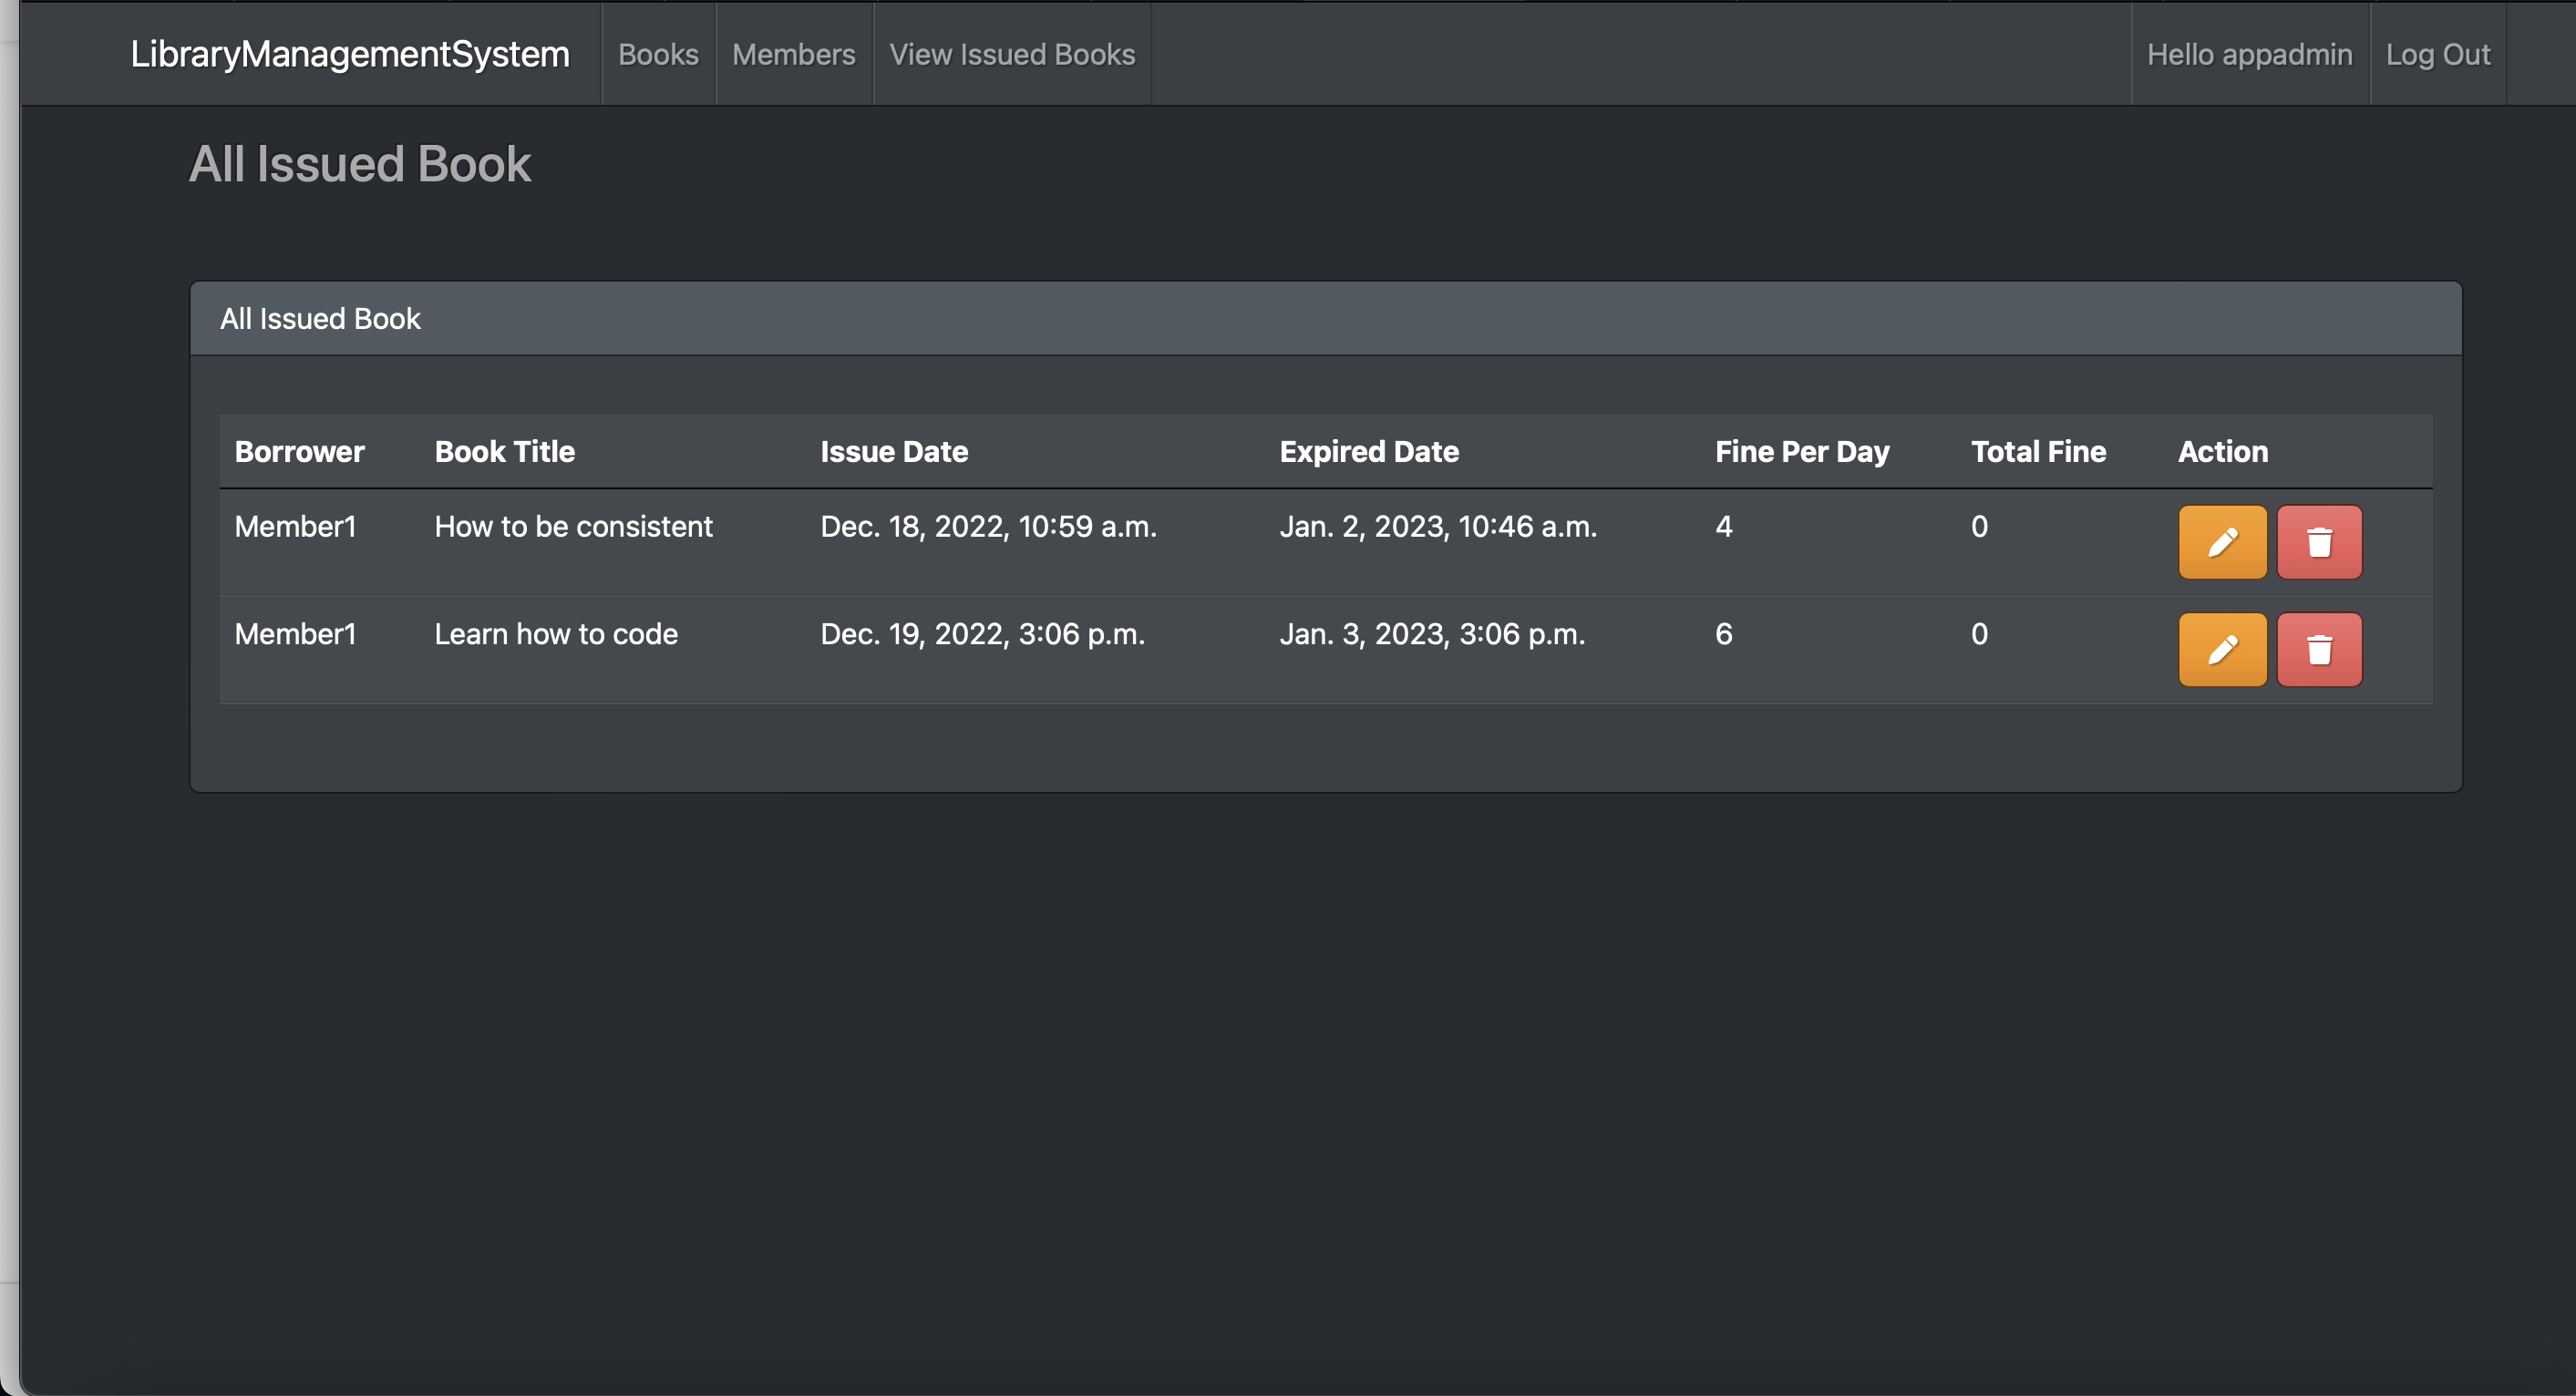 LibraryManagementSystem Books Members View Issued Books Hello appadmin Log Out
All Issued Book
All Issued Book
Borrower Book Title Issue Date Expired Date Fine Per Day Total Fine Action
Member1 How to be consistent Dec. 18, 2022, 10:59 a.m. Jan. 2, 2023, 10:46 a.m. 4 0
Member1 Learn how to code Dec. 19, 2022, 3:06 p.m. Jan. 3, 2023, 3:06 p.m. 6 0